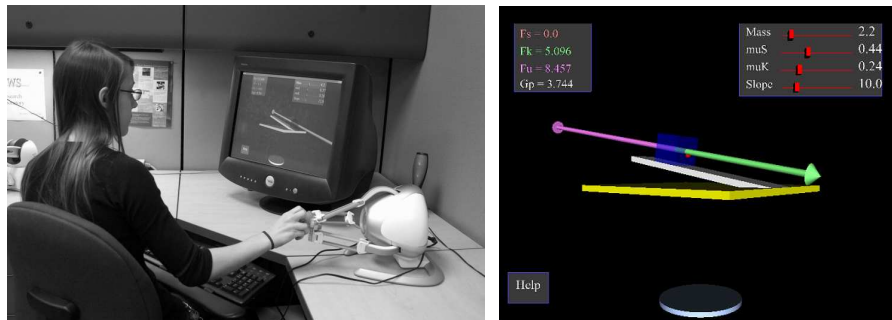 WS
Fs = 0.0
Fk = 5.096
Fu = 8.457
Gp = 3.744
Mass 2.2
muS 0.44
muK 0.24
Slope 10.0
Help